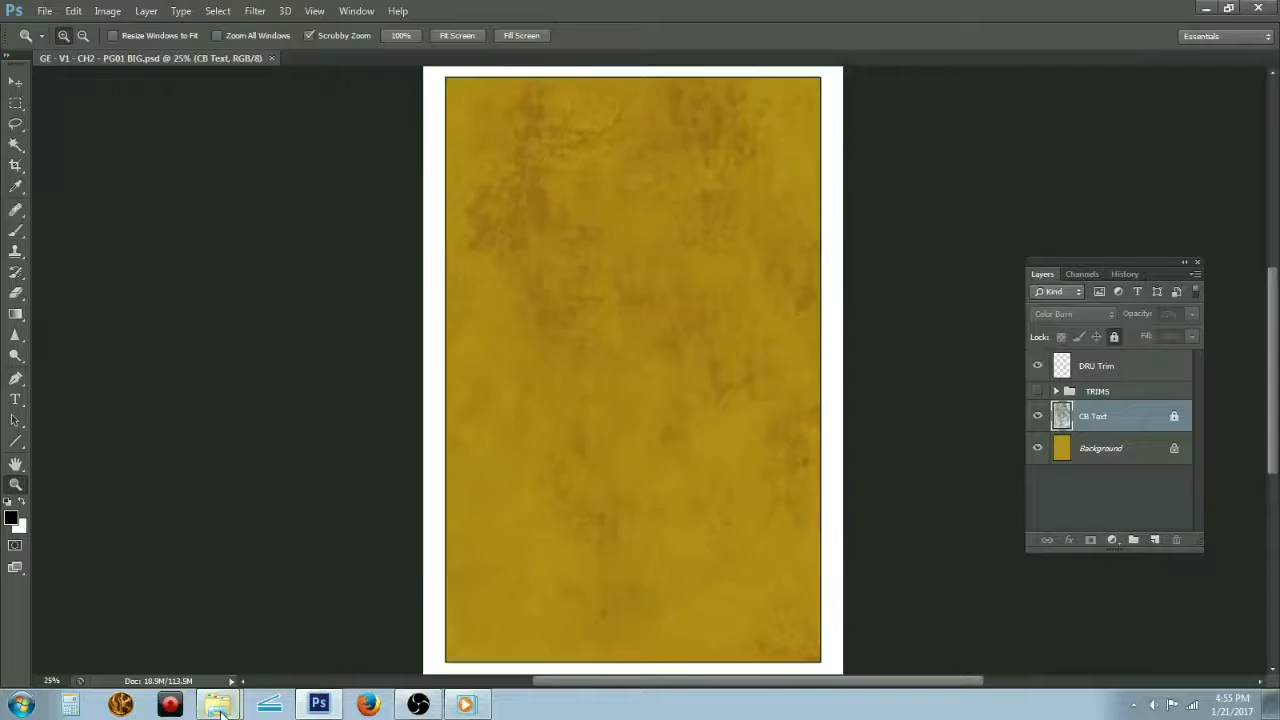 Ps File Edit Image Layer Type Select Filter 3D View Window Help
Resize Windows to Fit Zoom All Windows Scrubby Zoom 100% Fit Screen Fill Screen Essentials
GE - V1 - CH2 - PG01 BIG.psd @ 25% (CB Text, RGB/8) ×
Layers Channels History
Kind
Color Burn Opacity:
Lock: Fill:
DRU Trim
TRIMS
CB Text
Background
25% Doc: 18.9M/113.5M
Ps
4:55 PM
1/21/2017